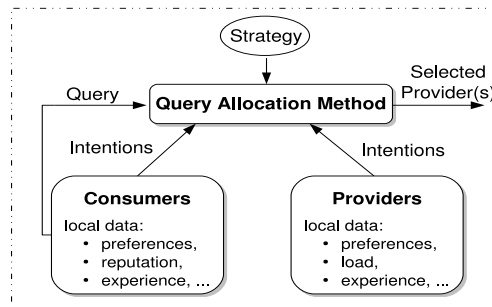 Strategy
Query
Query Allocation Method
Selected
Provider(s)
Intentions
Intentions
Consumers
local data:
• preferences,
• reputation,
• experience, ...
Providers
local data:
• preferences,
• load,
• experience, ...